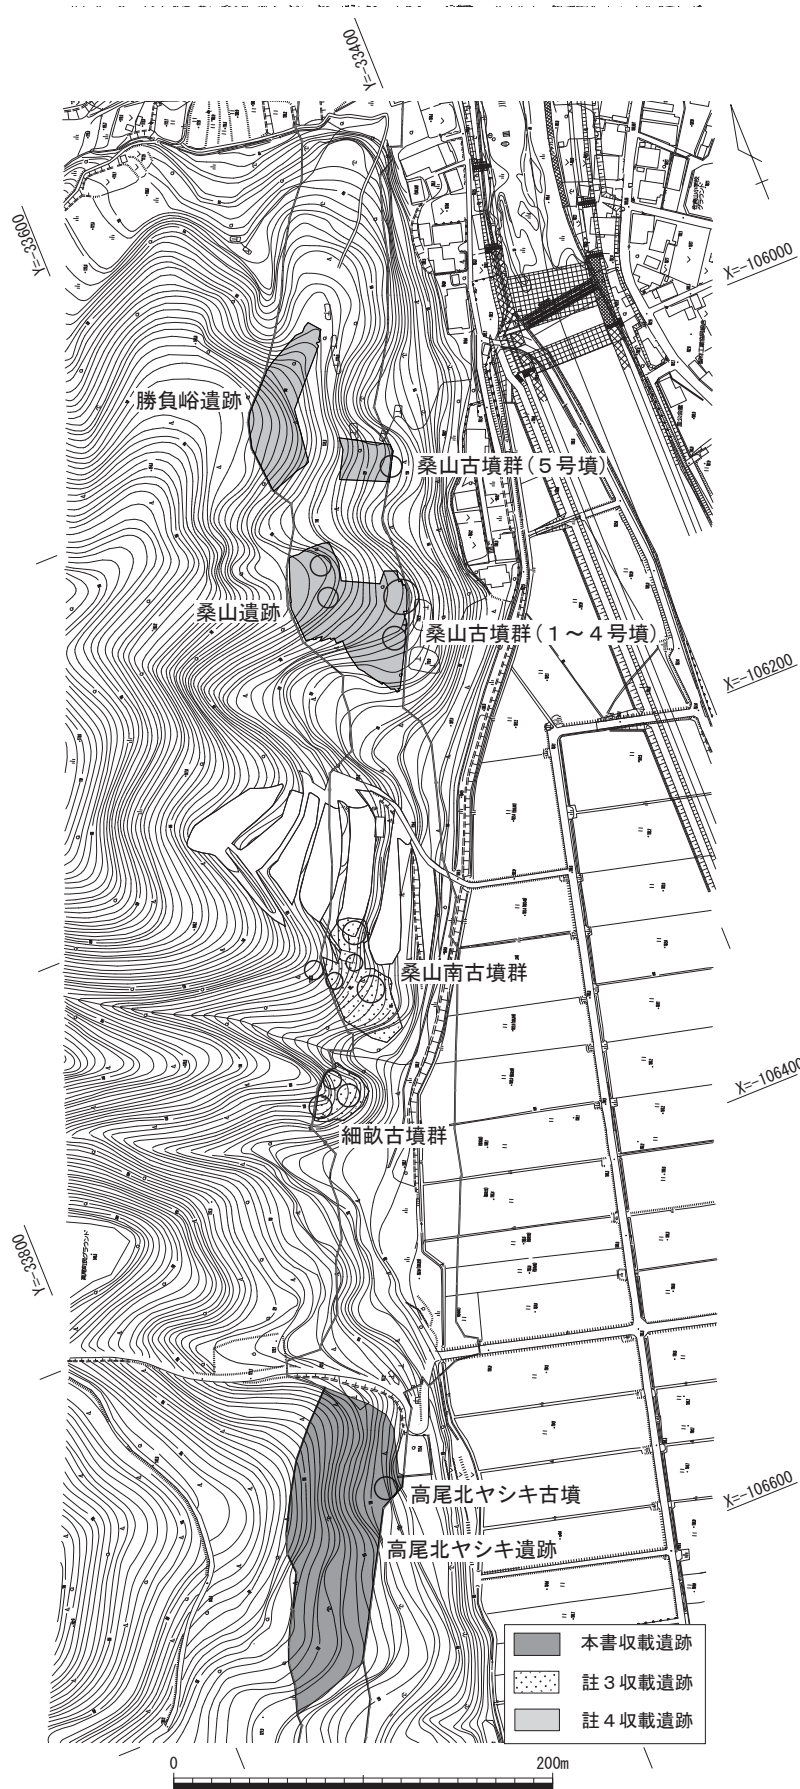 Y=-33400
Y=-33600
X=-106000
勝負峪遺跡
桑山古墳群(5号墳)
桑山遺跡
桑山古墳群(1～4号墳)
X=-106200
桑山南古墳群
X=-106400
細畝古墳群
Y=-33800
X=-106600
高尾北ヤシキ古墳
高尾北ヤシキ遺跡
本書収載遺跡
註3収載遺跡
註4収載遺跡
0 200m